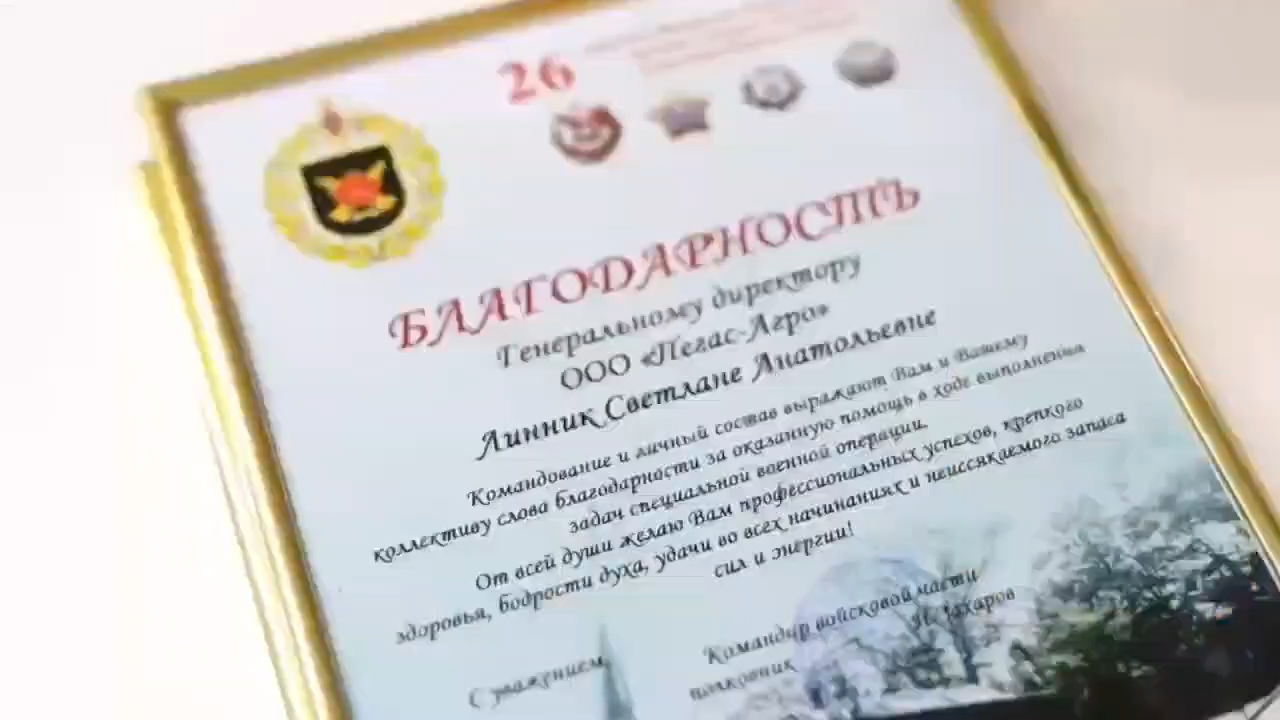 26
БЛАГОДАРНОСТЬ
Генеральному директору
ООО «Пегас-Агро»
Линник Светлане Анатольевне
Командование и личный состав выражают Вам и Вашему
коллективу слова благодарности за оказанную помощь в ходе выполнения
задач специальной военной операции.
От всей души желаю Вам профессиональных успехов, крепкого
здоровья, бодрости духа, удачи во всех начинаниях и неиссякаемого запаса
сил и энергии!
С уважением,
Командир войсковой части
полковник